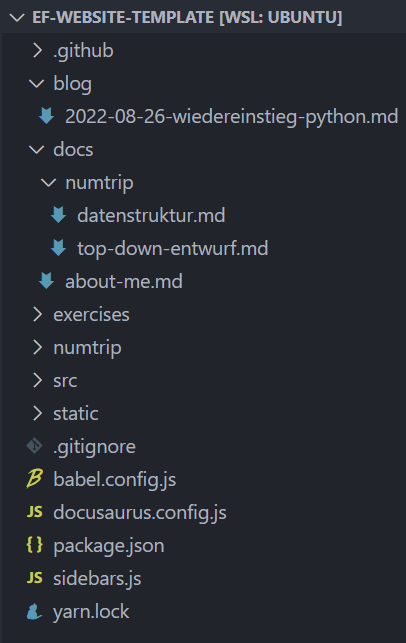 EF-WEBSITE-TEMPLATE [WSL: UBUNTU]
.github
blog
2022-08-26-wiedereinstieg-python.md
docs
numtrip
datenstruktur.md
top-down-entwurf.md
about-me.md
exercises
numtrip
src
static
.gitignore
babel.config.js
JS docusaurus.config.js
{ } package.json
JS sidebars.js
yarn.lock